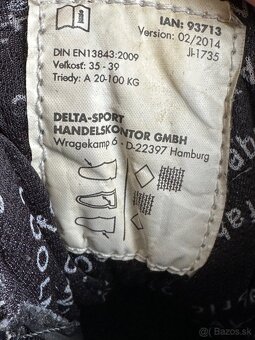 IAN: 93713
Version: 02/2014
JI-1735
DIN EN13843:2009
Veľkosť: 35 - 39
Triedy: A 20-100 KG
DELTA-SPORT
HANDELSKONTOR GMBH
Wragekamp 6 · D-22397 Hamburg
Bazos.sk